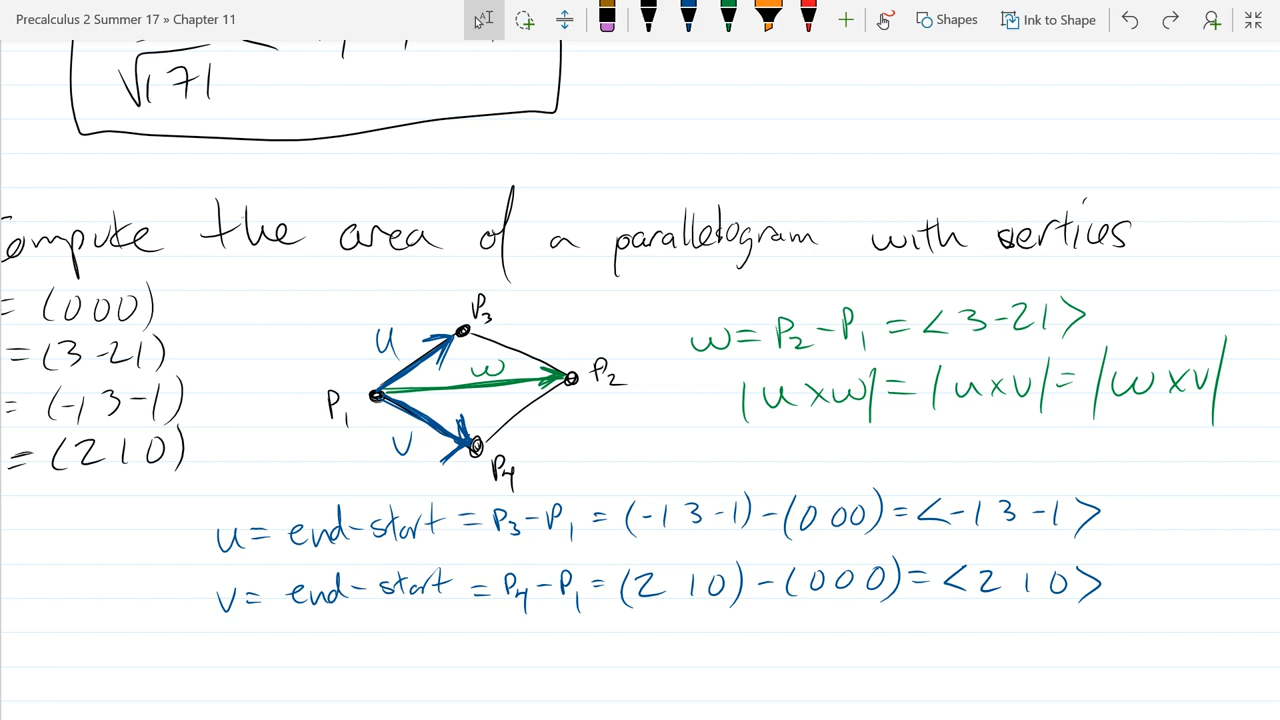 Precalculus 2 Summer 17 » Chapter 11
Shapes
Ink to Shape
√171
ompute the area of a parallelogram with vertices
= (0 0 0)
= (3 -2 1)
= (-1 3 -1)
= (2 1 0)
P3
u
w
P2
P1
v
P4
w = P2 - P1 = <3 -2 1>
|u x w| = |u x v| = |w x v|
u = end-start = P3 - P1 = (-1 3 -1) - (0 0 0) = <-1 3 -1>
v = end-start = P4 - P1 = (2 1 0) - (0 0 0) = <2 1 0>